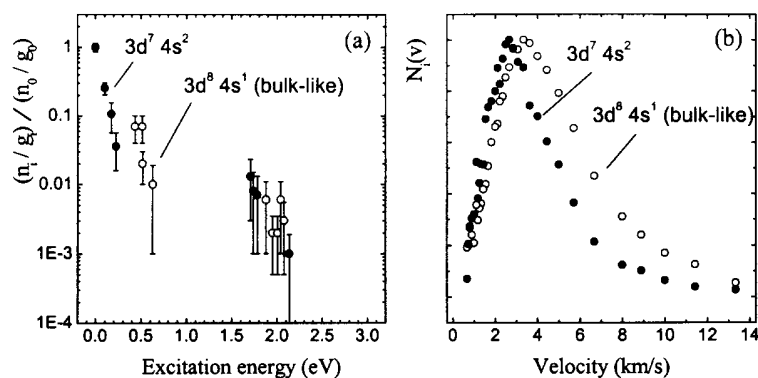 (a)
3d⁷ 4s²
3d⁸ 4s¹ (bulk-like)
(nᵢ / gᵢ) / (n₀ / g₀)
1
0.1
0.01
1E-3
1E-4
0.0 0.5 1.0 1.5 2.0 2.5 3.0
Excitation energy (eV)
(b)
3d⁷ 4s²
3d⁸ 4s¹ (bulk-like)
Nᵢ(v)
0 2 4 6 8 10 12 14
Velocity (km/s)